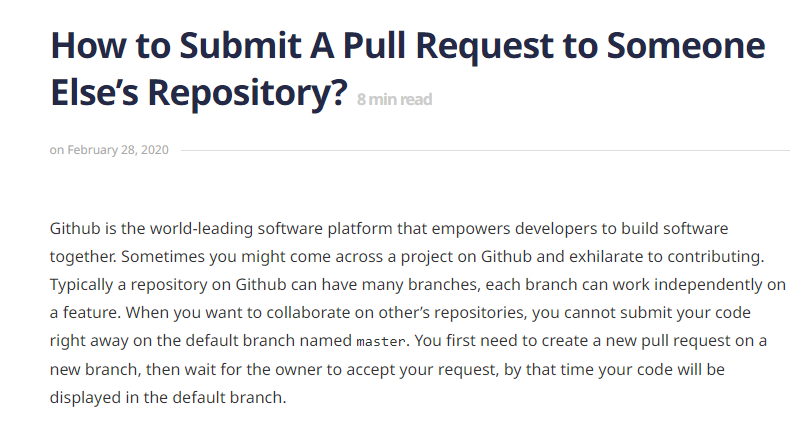 How to Submit A Pull Request to Someone
Else’s Repository? 8 min read
on February 28, 2020
Github is the world-leading software platform that empowers developers to build software
together. Sometimes you might come across a project on Github and exhilarate to contributing.
Typically a repository on Github can have many branches, each branch can work independently on
a feature. When you want to collaborate on other’s repositories, you cannot submit your code
right away on the default branch named master. You first need to create a new pull request on a
new branch, then wait for the owner to accept your request, by that time your code will be
displayed in the default branch.